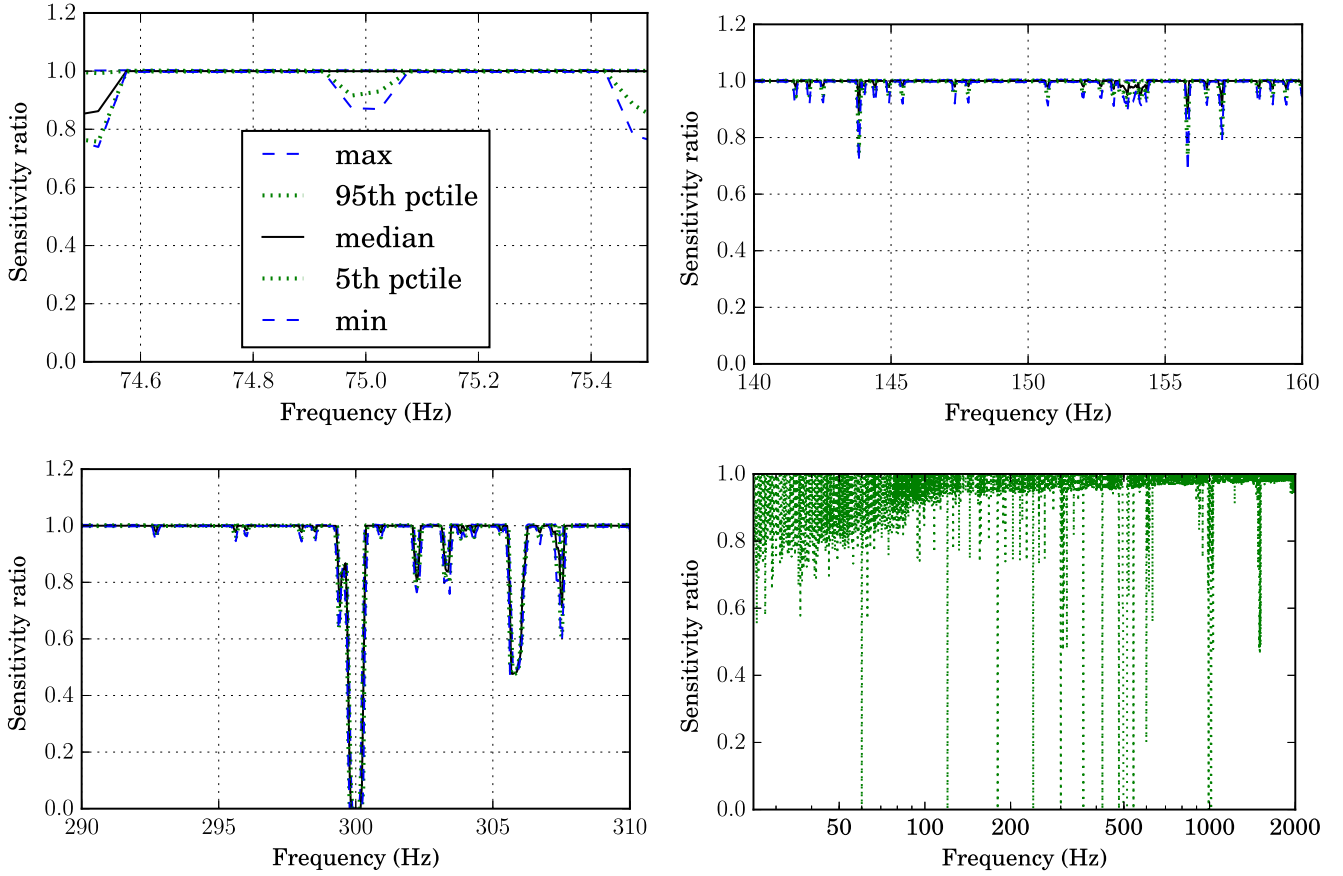 1.2
1.0
0.8
0.6
0.4
0.2
0.0
Sensitivity ratio
max
95th pctile
median
5th pctile
min
74.6 74.8 75.0 75.2 75.4
Frequency (Hz)
1.2
1.0
0.8
0.6
0.4
0.2
0.0
Sensitivity ratio
140 145 150 155 160
Frequency (Hz)
1.2
1.0
0.8
0.6
0.4
0.2
0.0
Sensitivity ratio
290 295 300 305 310
Frequency (Hz)
1.0
0.8
0.6
0.4
0.2
0.0
Sensitivity ratio
50 100 200 500 1000 2000
Frequency (Hz)